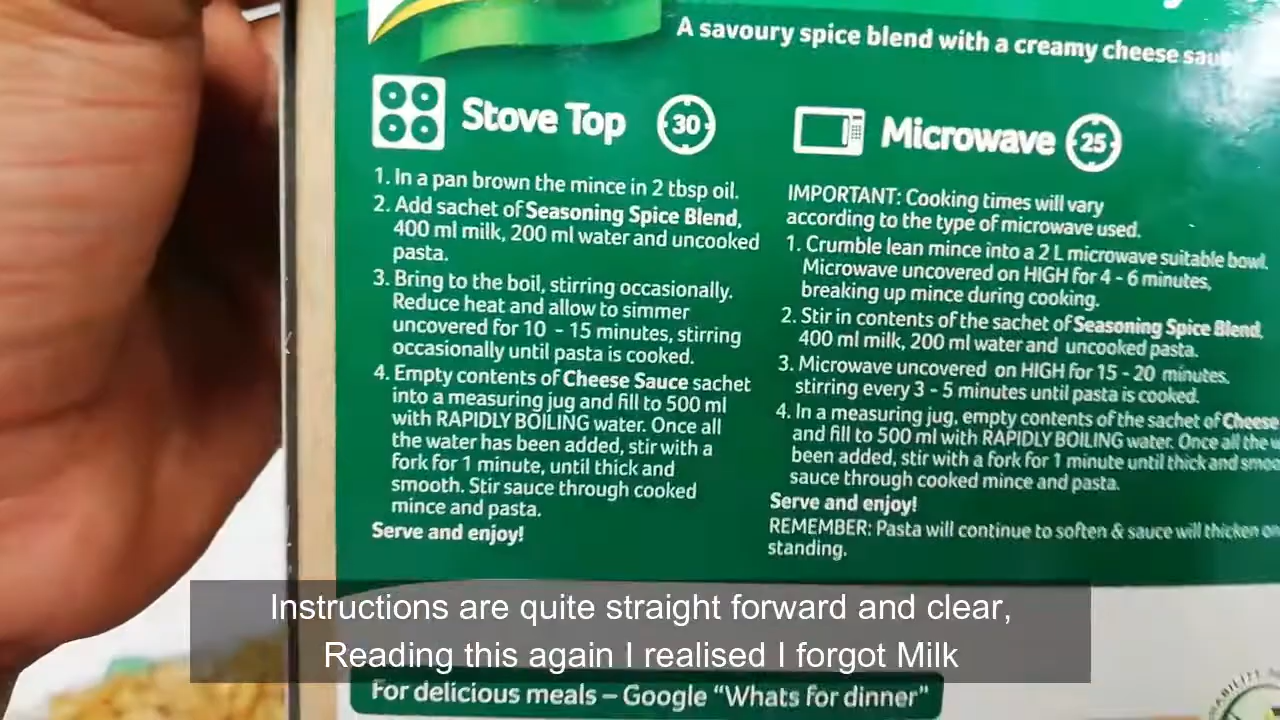 A savoury spice blend with a creamy cheese
Stove Top 30
1. In a pan brown the mince in 2 tbsp oil.
2. Add sachet of Seasoning Spice Blend,
400 ml milk, 200 ml water and uncooked
pasta.
3. Bring to the boil, stirring occasionally.
Reduce heat and allow to simmer
uncovered for 10 - 15 minutes, stirring
occasionally until pasta is cooked.
4. Empty contents of Cheese Sauce sachet
into a measuring jug and fill to 500 ml
with RAPIDLY BOILING water. Once all
the water has been added, stir with a
fork for 1 minute, until thick and
smooth. Stir sauce through cooked
mince and pasta.
Serve and enjoy!
Microwave 25
IMPORTANT: Cooking times will vary
according to the type of microwave used.
1. Crumble lean mince into a 2 L microwave suitable bowl.
Microwave uncovered on HIGH for 4 - 6 minutes,
breaking up mince during cooking.
2. Stir in contents of the sachet of Seasoning Spice Blend,
400 ml milk, 200 ml water and uncooked pasta.
3. Microwave uncovered on HIGH for 15 - 20 minutes,
stirring every 3 - 5 minutes until pasta is cooked.
4. In a measuring jug, empty contents of the sachet of Cheese
and fill to 500 ml with RAPIDLY BOILING water. Once all the
been added, stir with a fork for 1 minute until thick and
sauce through cooked mince and pasta.
Serve and enjoy!
REMEMBER: Pasta will continue to soften & sauce will thicken
standing.
Instructions are quite straight forward and clear,
Reading this again I realised I forgot Milk
For delicious meals – Google “Whats for dinner”